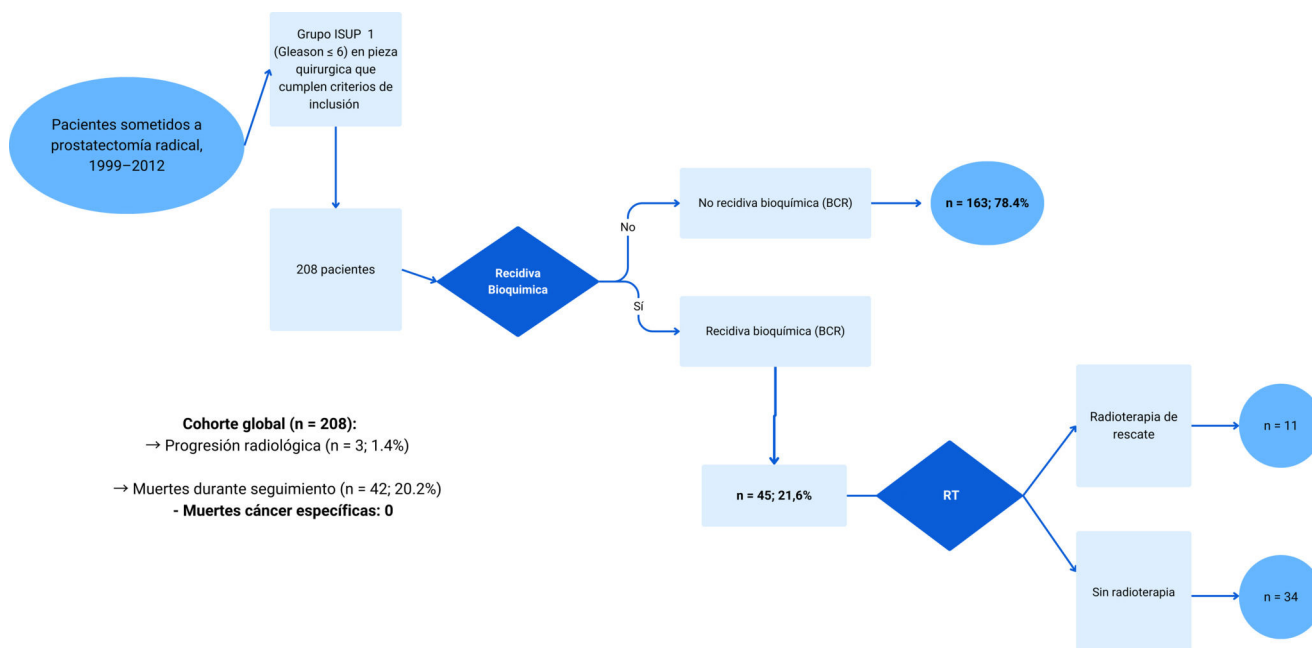 Grupo ISUP 1
(Gleason ≤ 6) en pieza
quirurgica que
cumplen criterios de
inclusión
Pacientes sometidos a
prostatectomía radical,
1999–2012
208 pacientes
Recidiva
Bioquimica
No
No recidiva bioquímica (BCR)
n = 163; 78.4%
Sí
Recidiva bioquímica (BCR)
n = 45; 21,6%
RT
Radioterapia de
rescate
n = 11
Sin radioterapia
n = 34
Cohorte global (n = 208):
→ Progresión radiológica (n = 3; 1.4%)
→ Muertes durante seguimiento (n = 42; 20.2%)
- Muertes cáncer específicas: 0